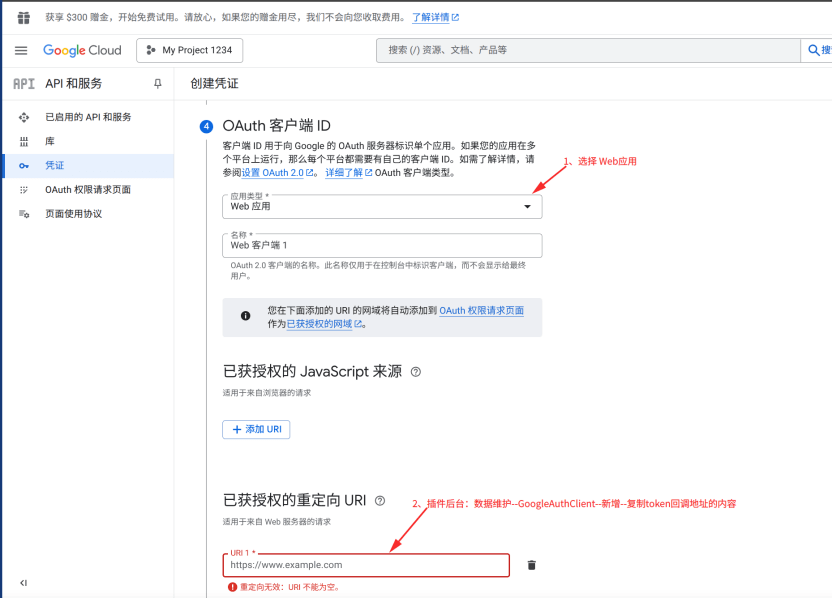 获享 $300 赠金，开始免费试用。请放心，如果您的赠金用尽，我们不会向您收取费用。 了解详情
Google Cloud
My Project 1234
搜索 (/) 资源、文档、产品等
搜
API
API 和服务
创建凭证
已启用的 API 和服务
库
凭证
OAuth 权限请求页面
页面使用协议
4
OAuth 客户端 ID
客户端 ID 用于向 Google 的 OAuth 服务器标识单个应用。如果您的应用在多
个平台上运行，那么每个平台都需要有自己的客户端 ID。如需了解详情，请
参阅设置 OAuth 2.0。 详细了解 OAuth 客户端类型。
1、选择 Web应用
应用类型 *
Web 应用
名称 *
Web 客户端 1
OAuth 2.0 客户端的名称。此名称仅用于在控制台中标识客户端，而不会显示给最终
用户。
您在下面添加的 URI 的网域将自动添加到 OAuth 权限请求页面
作为已获授权的网域。
已获授权的 JavaScript 来源
适用于来自浏览器的请求
+ 添加 URI
已获授权的重定向 URI
2、插件后台：数据维护--GoogleAuthClient--新增--复制token回调地址的内容
适用于来自 Web 服务器的请求
URI 1 *
https://www.example.com
重定向无效：URI 不能为空。